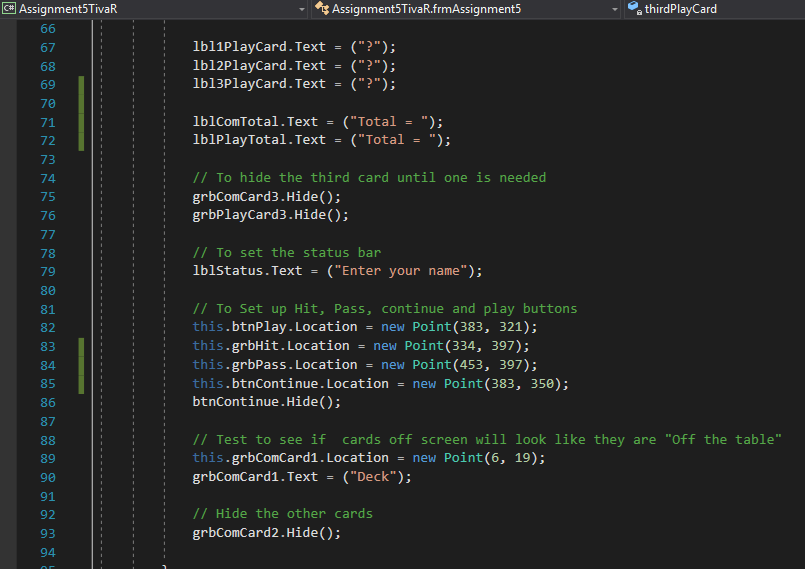 C# Assignment5TivaR Assignment5TivaR.frmAssignment5 thirdPlayCard
66
67 lbl1PlayCard.Text = ("?");
68 lbl2PlayCard.Text = ("?");
69 lbl3PlayCard.Text = ("?");
70
71 lblComTotal.Text = ("Total = ");
72 lblPlayTotal.Text = ("Total = ");
73
74 // To hide the third card until one is needed
75 grbComCard3.Hide();
76 grbPlayCard3.Hide();
77
78 // To set the status bar
79 lblStatus.Text = ("Enter your name");
80
81 // To Set up Hit, Pass, continue and play buttons
82 this.btnPlay.Location = new Point(383, 321);
83 this.grbHit.Location = new Point(334, 397);
84 this.grbPass.Location = new Point(453, 397);
85 this.btnContinue.Location = new Point(383, 350);
86 btnContinue.Hide();
87
88 // Test to see if  cards off screen will look like they are "Off the table"
89 this.grbComCard1.Location = new Point(6, 19);
90 grbComCard1.Text = ("Deck");
91
92 // Hide the other cards
93 grbComCard2.Hide();
94